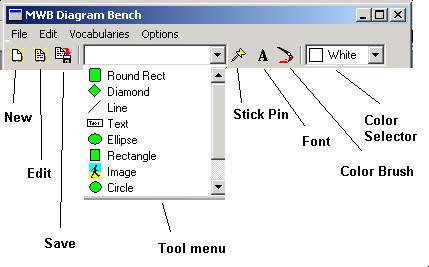 MWB Diagram Bench
File Edit Vocabularies Options
A White
Round Rect
Diamond
Line
Text Text
Ellipse
Rectangle
Image
Circle
New
Edit
Save
Tool menu
Stick Pin
Font
Color Brush
Color
Selector